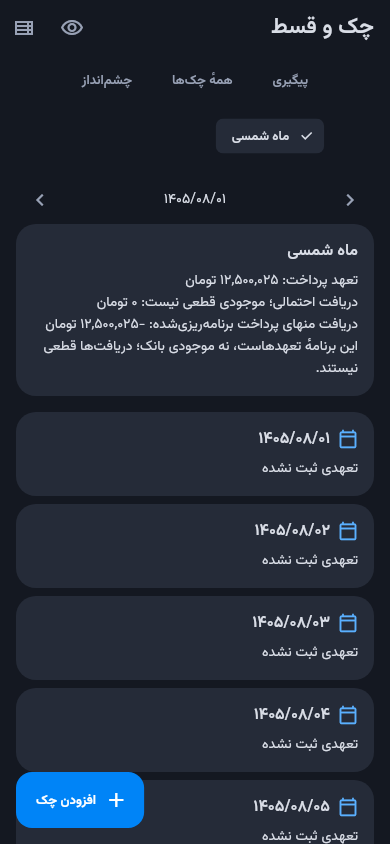 چک و قسط
پیگیری
همهٔ چک‌ها
چشم‌انداز
ماه شمسی
۱۴۰۵/۰۸/۰۱
ماه شمسی
تعهد پرداخت: ۱۲,۵۰۰,۰۲۵ تومان
دریافت احتمالی؛ موجودی قطعی نیست: ۰ تومان
دریافت منهای پرداخت برنامه‌ریزی‌شده: -۱۲,۵۰۰,۰۲۵ تومان
این برنامهٔ تعهدهاست، نه موجودی بانک؛ دریافت‌ها قطعی
نیستند.
۱۴۰۵/۰۸/۰۱
تعهدی ثبت نشده
۱۴۰۵/۰۸/۰۲
تعهدی ثبت نشده
۱۴۰۵/۰۸/۰۳
تعهدی ثبت نشده
۱۴۰۵/۰۸/۰۴
تعهدی ثبت نشده
۱۴۰۵/۰۸/۰۵
تعهدی ثبت نشده
افزودن چک